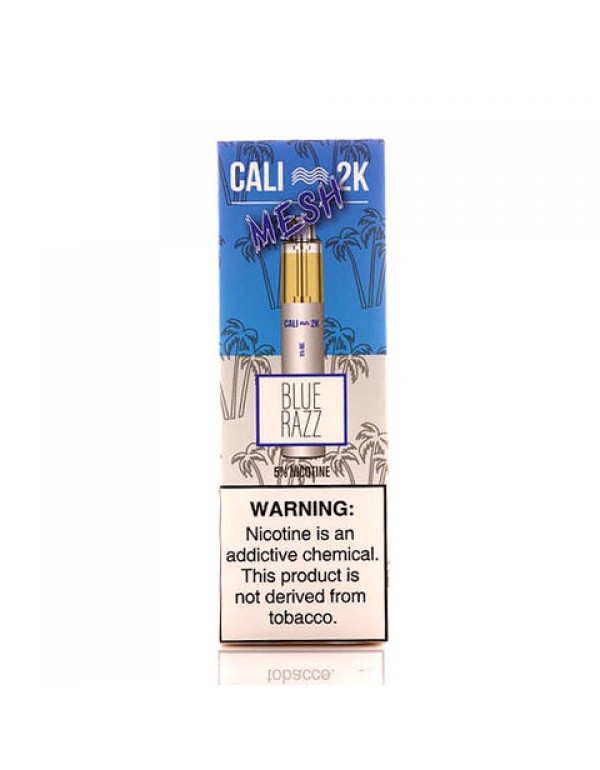 CALI 2K
MESH
CALI 2K
BLUE
RAZZ
5% NICOTINE
WARNING:
Nicotine is an
addictive chemical.
This product is
not derived from
tobacco.
tobacco.